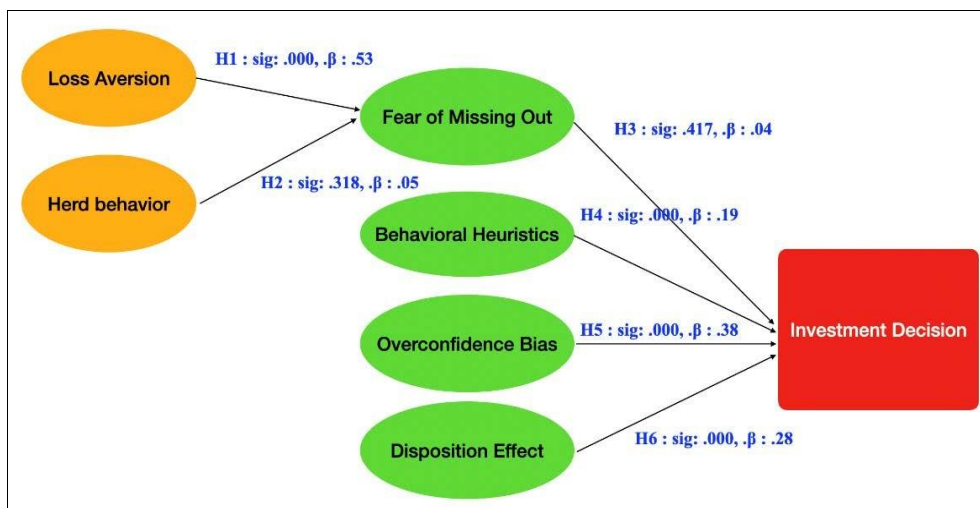 H1 : sig: .000, .β : .53
Loss Aversion
Fear of Missing Out
H3 : sig: .417, .β : .04
H2 : sig: .318, .β : .05
Herd behavior
H4 : sig: .000, .β : .19
Behavioral Heuristics
H5 : sig: .000, .β : .38
Investment Decision
Overconfidence Bias
H6 : sig: .000, .β : .28
Disposition Effect